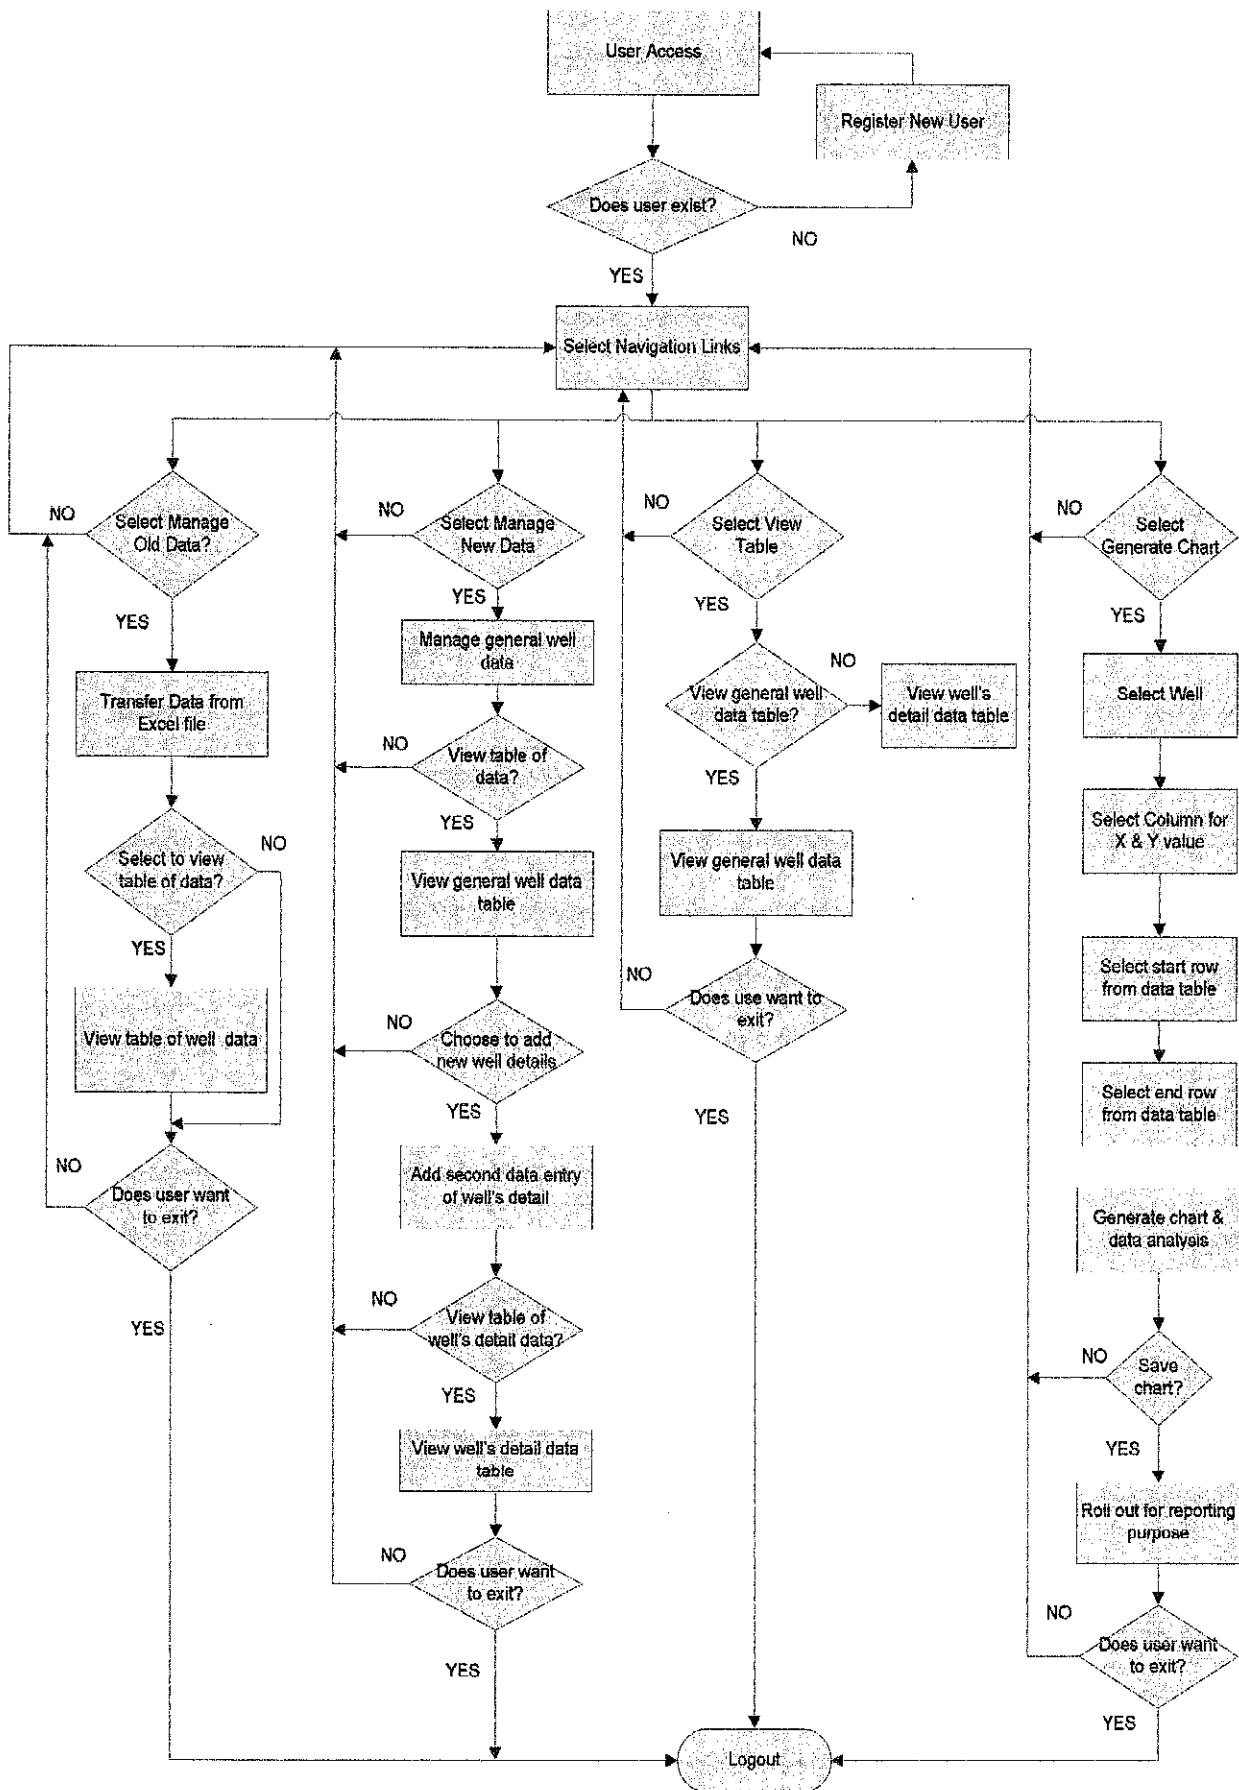 User Access
Register New User
Does user exist?
NO
YES
Select Navigation Links
NO
Select Manage
Old Data?
YES
Transfer Data from
Excel file
Select to view
table of data?
NO
YES
View table of well data
NO
Does user want
to exit?
YES
NO
Select Manage
New Data
YES
Manage general well
data
NO
View table of
data?
YES
View general well data
table
NO
Choose to add
new well details
YES
Add second data entry
of well's detail
NO
View table of
well's detail data?
YES
View well's detail data
table
NO
Does user want
to exit?
YES
NO
Select View
Table
YES
NO
View general well
data table?
View well's
detail data table
YES
View general well data
table
NO
Does use want to
exit?
YES
NO
Select
Generate Chart
YES
Select Well
Select Column for
X & Y value
Select start row
from data table
Select end row
from data table
Generate chart &
data analysis
NO
Save
chart?
YES
Roll out for reporting
purpose
NO
Does user want
to exit?
YES
Logout